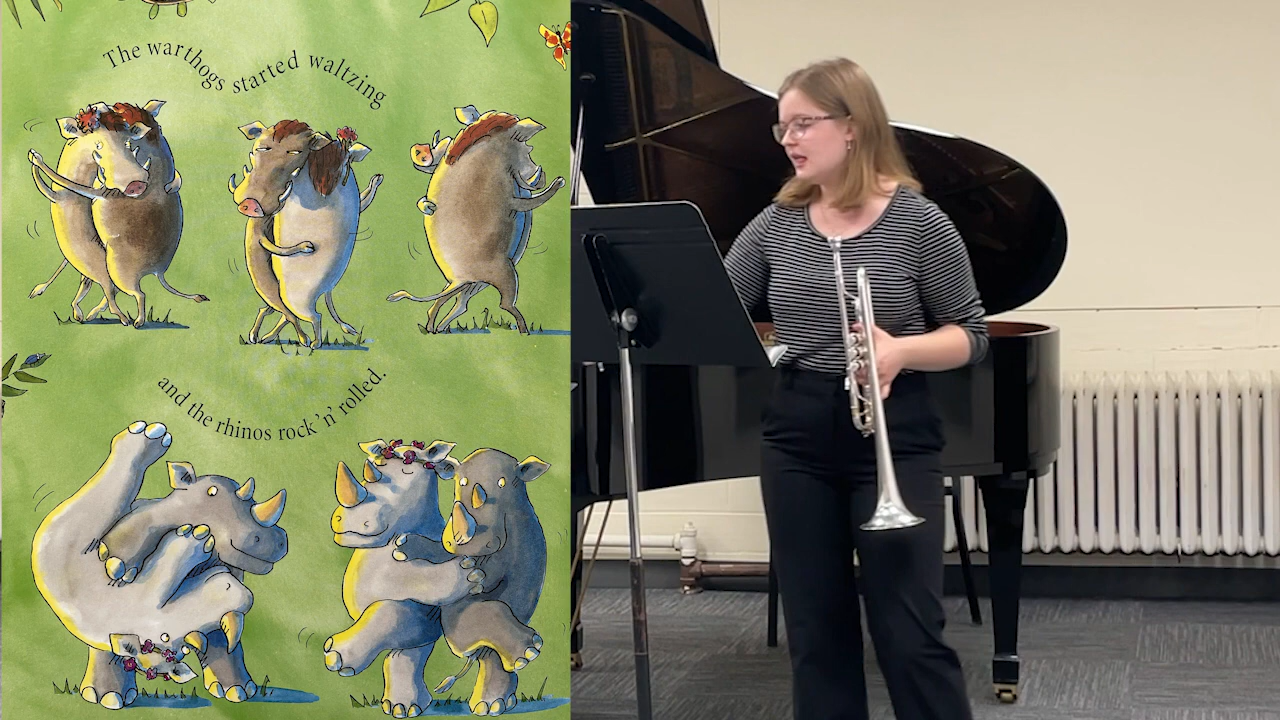 The warthogs started waltzing
and the rhinos rock'n'rolled.